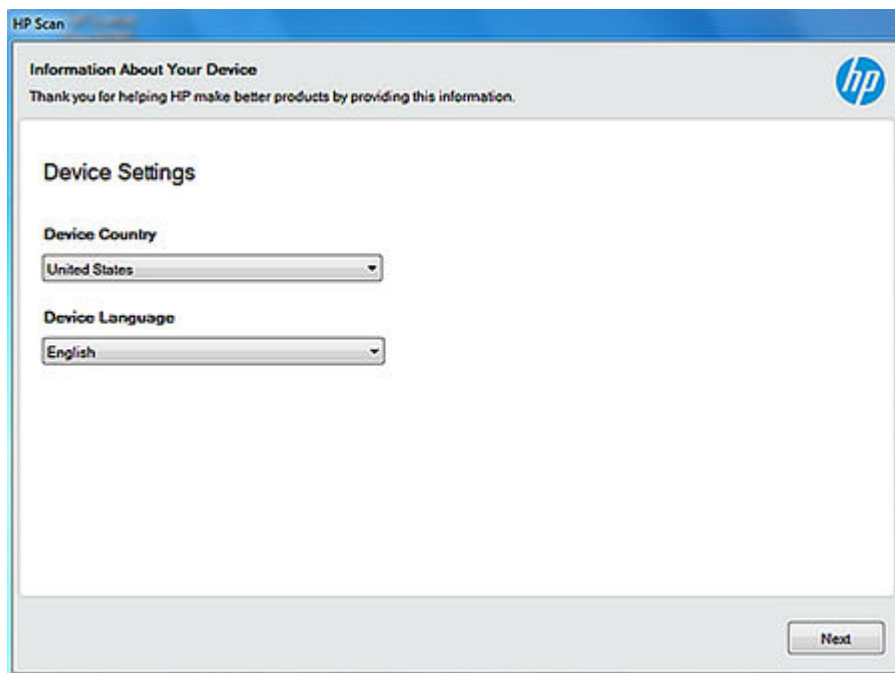 HP Scan
Information About Your Device
Thank you for helping HP make better products by providing this information.
hp
Device Settings
Device Country
United States
Device Language
English
Next